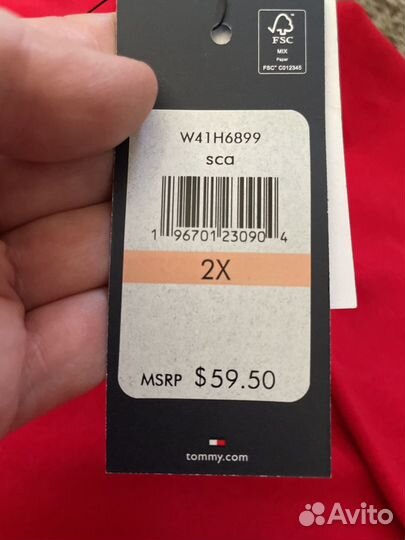 FSC
MIX
Paper
FSC® C012345
W41H6899
sca
1 96701 23090 4
2X
MSRP $59.50
tommy.com
Avito